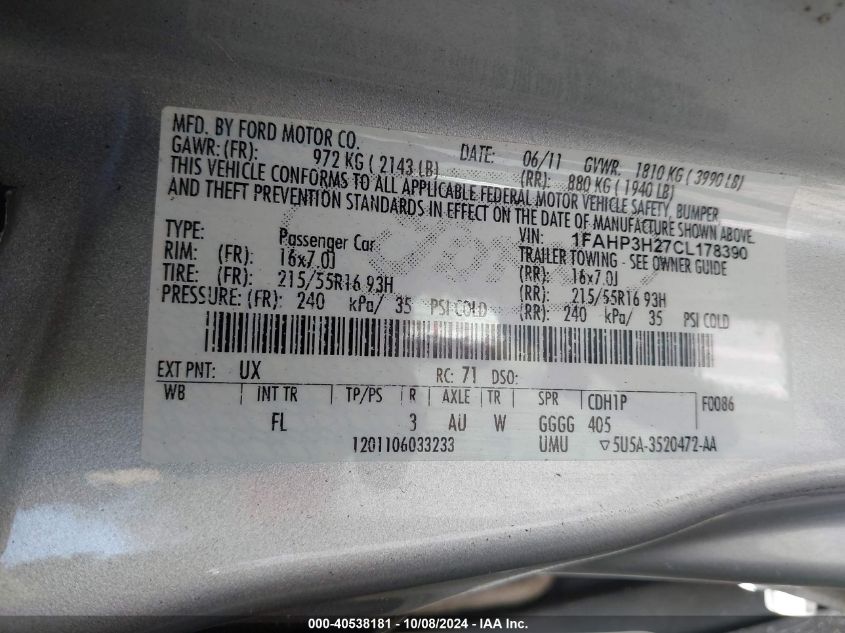 MFD. BY FORD MOTOR CO.
DATE: 06/11 GVWR: 1810 KG ( 3990 LB)
GAWR: (FR): 972 KG ( 2143 LB) (RR): 880 KG ( 1940 LB)
THIS VEHICLE CONFORMS TO ALL APPLICABLE FEDERAL MOTOR VEHICLE SAFETY, BUMPER
AND THEFT PREVENTION STANDARDS IN EFFECT ON THE DATE OF MANUFACTURE SHOWN ABOVE.
VIN: 1FAHP3H27CL178390
TYPE: Passenger Car TRAILER TOWING - SEE OWNER GUIDE
RIM: (FR) 16x7.0J (RR): 16x7.0J
TIRE: (FR): 215/55R16 93H (RR): 215/55R16 93H
PRESSURE: (FR): 240 kPa/ 35 PSI COLD (RR): 240 kPa/ 35 PSI COLD
EXT PNT: UX RC: 71 DSO:
WB INT TR TP/PS R AXLE TR SPR CDH1P F0086
FL 3 AU W GGGG 405
1201106033233 UMU ▽5U5A-3520472-AA
000-40538181 - 10/08/2024 - IAAI.com